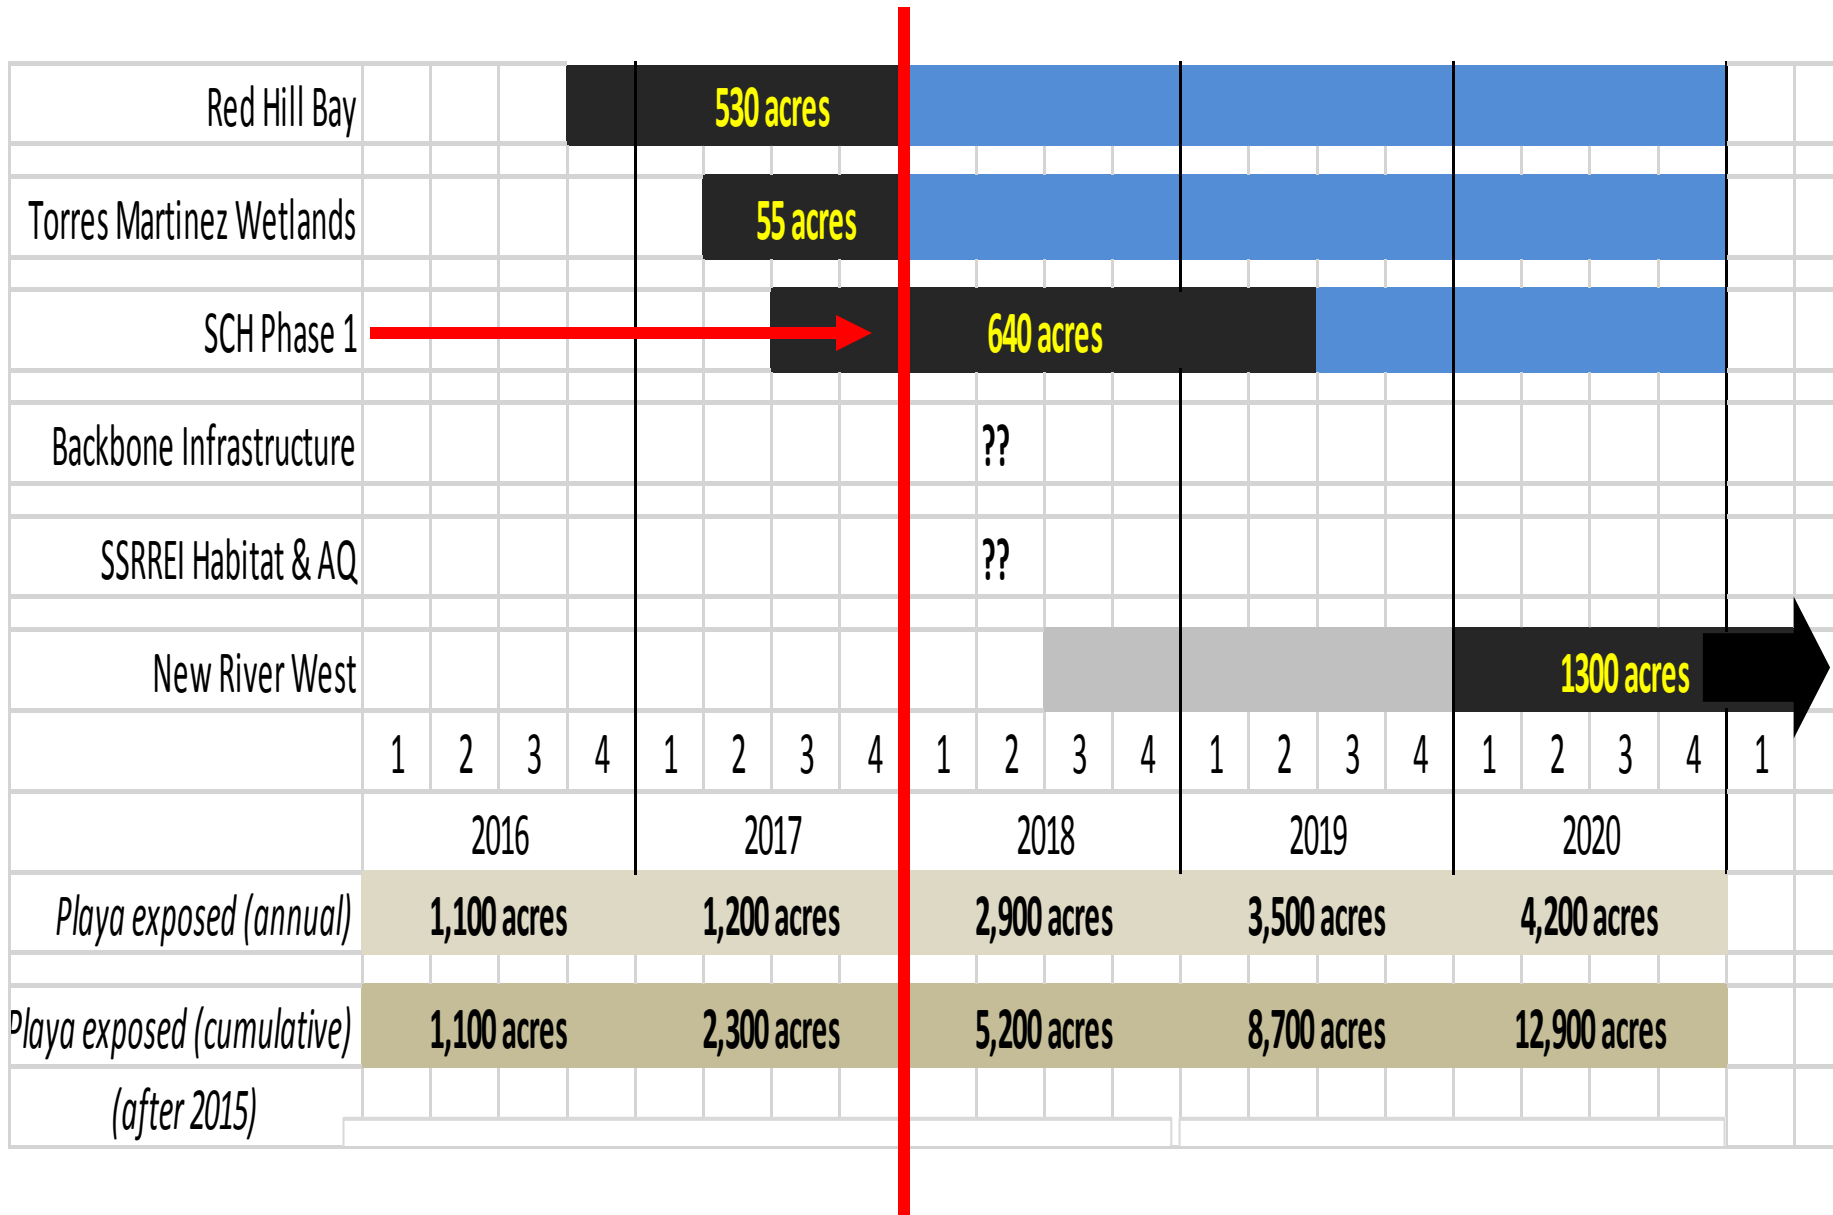 Red Hill Bay 530 acres
Torres Martinez Wetlands 55 acres
SCH Phase 1 640 acres
Backbone Infrastructure ??
SSRREI Habitat & AQ ??
New River West 1300 acres
1 2 3 4 1 2 3 4 1 2 3 4 1 2 3 4 1 2 3 4 1
2016 2017 2018 2019 2020
Playa exposed (annual) 1,100 acres 1,200 acres 2,900 acres 3,500 acres 4,200 acres
Playa exposed (cumulative) 1,100 acres 2,300 acres 5,200 acres 8,700 acres 12,900 acres
(after 2015)